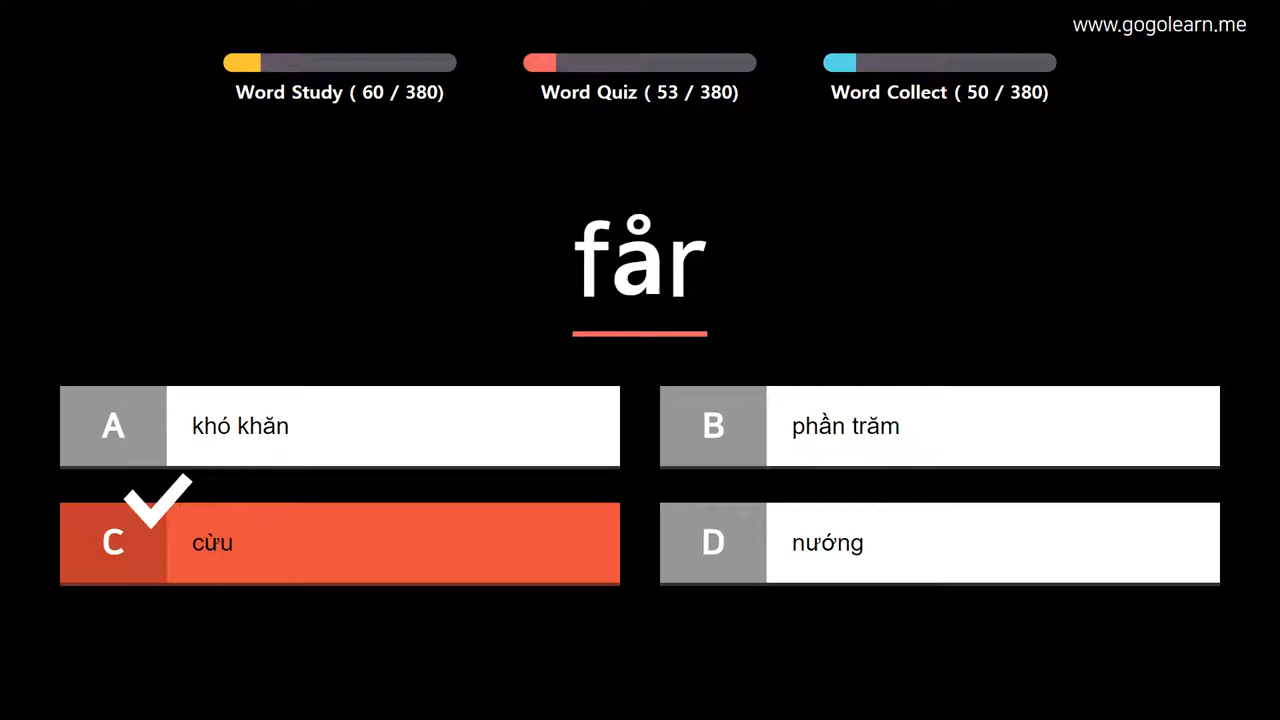 www.gogolearn.me
Word Study ( 60 / 380)
Word Quiz ( 53 / 380)
Word Collect ( 50 / 380)
får
A khó khăn
B phần trăm
C cừu
D nướng